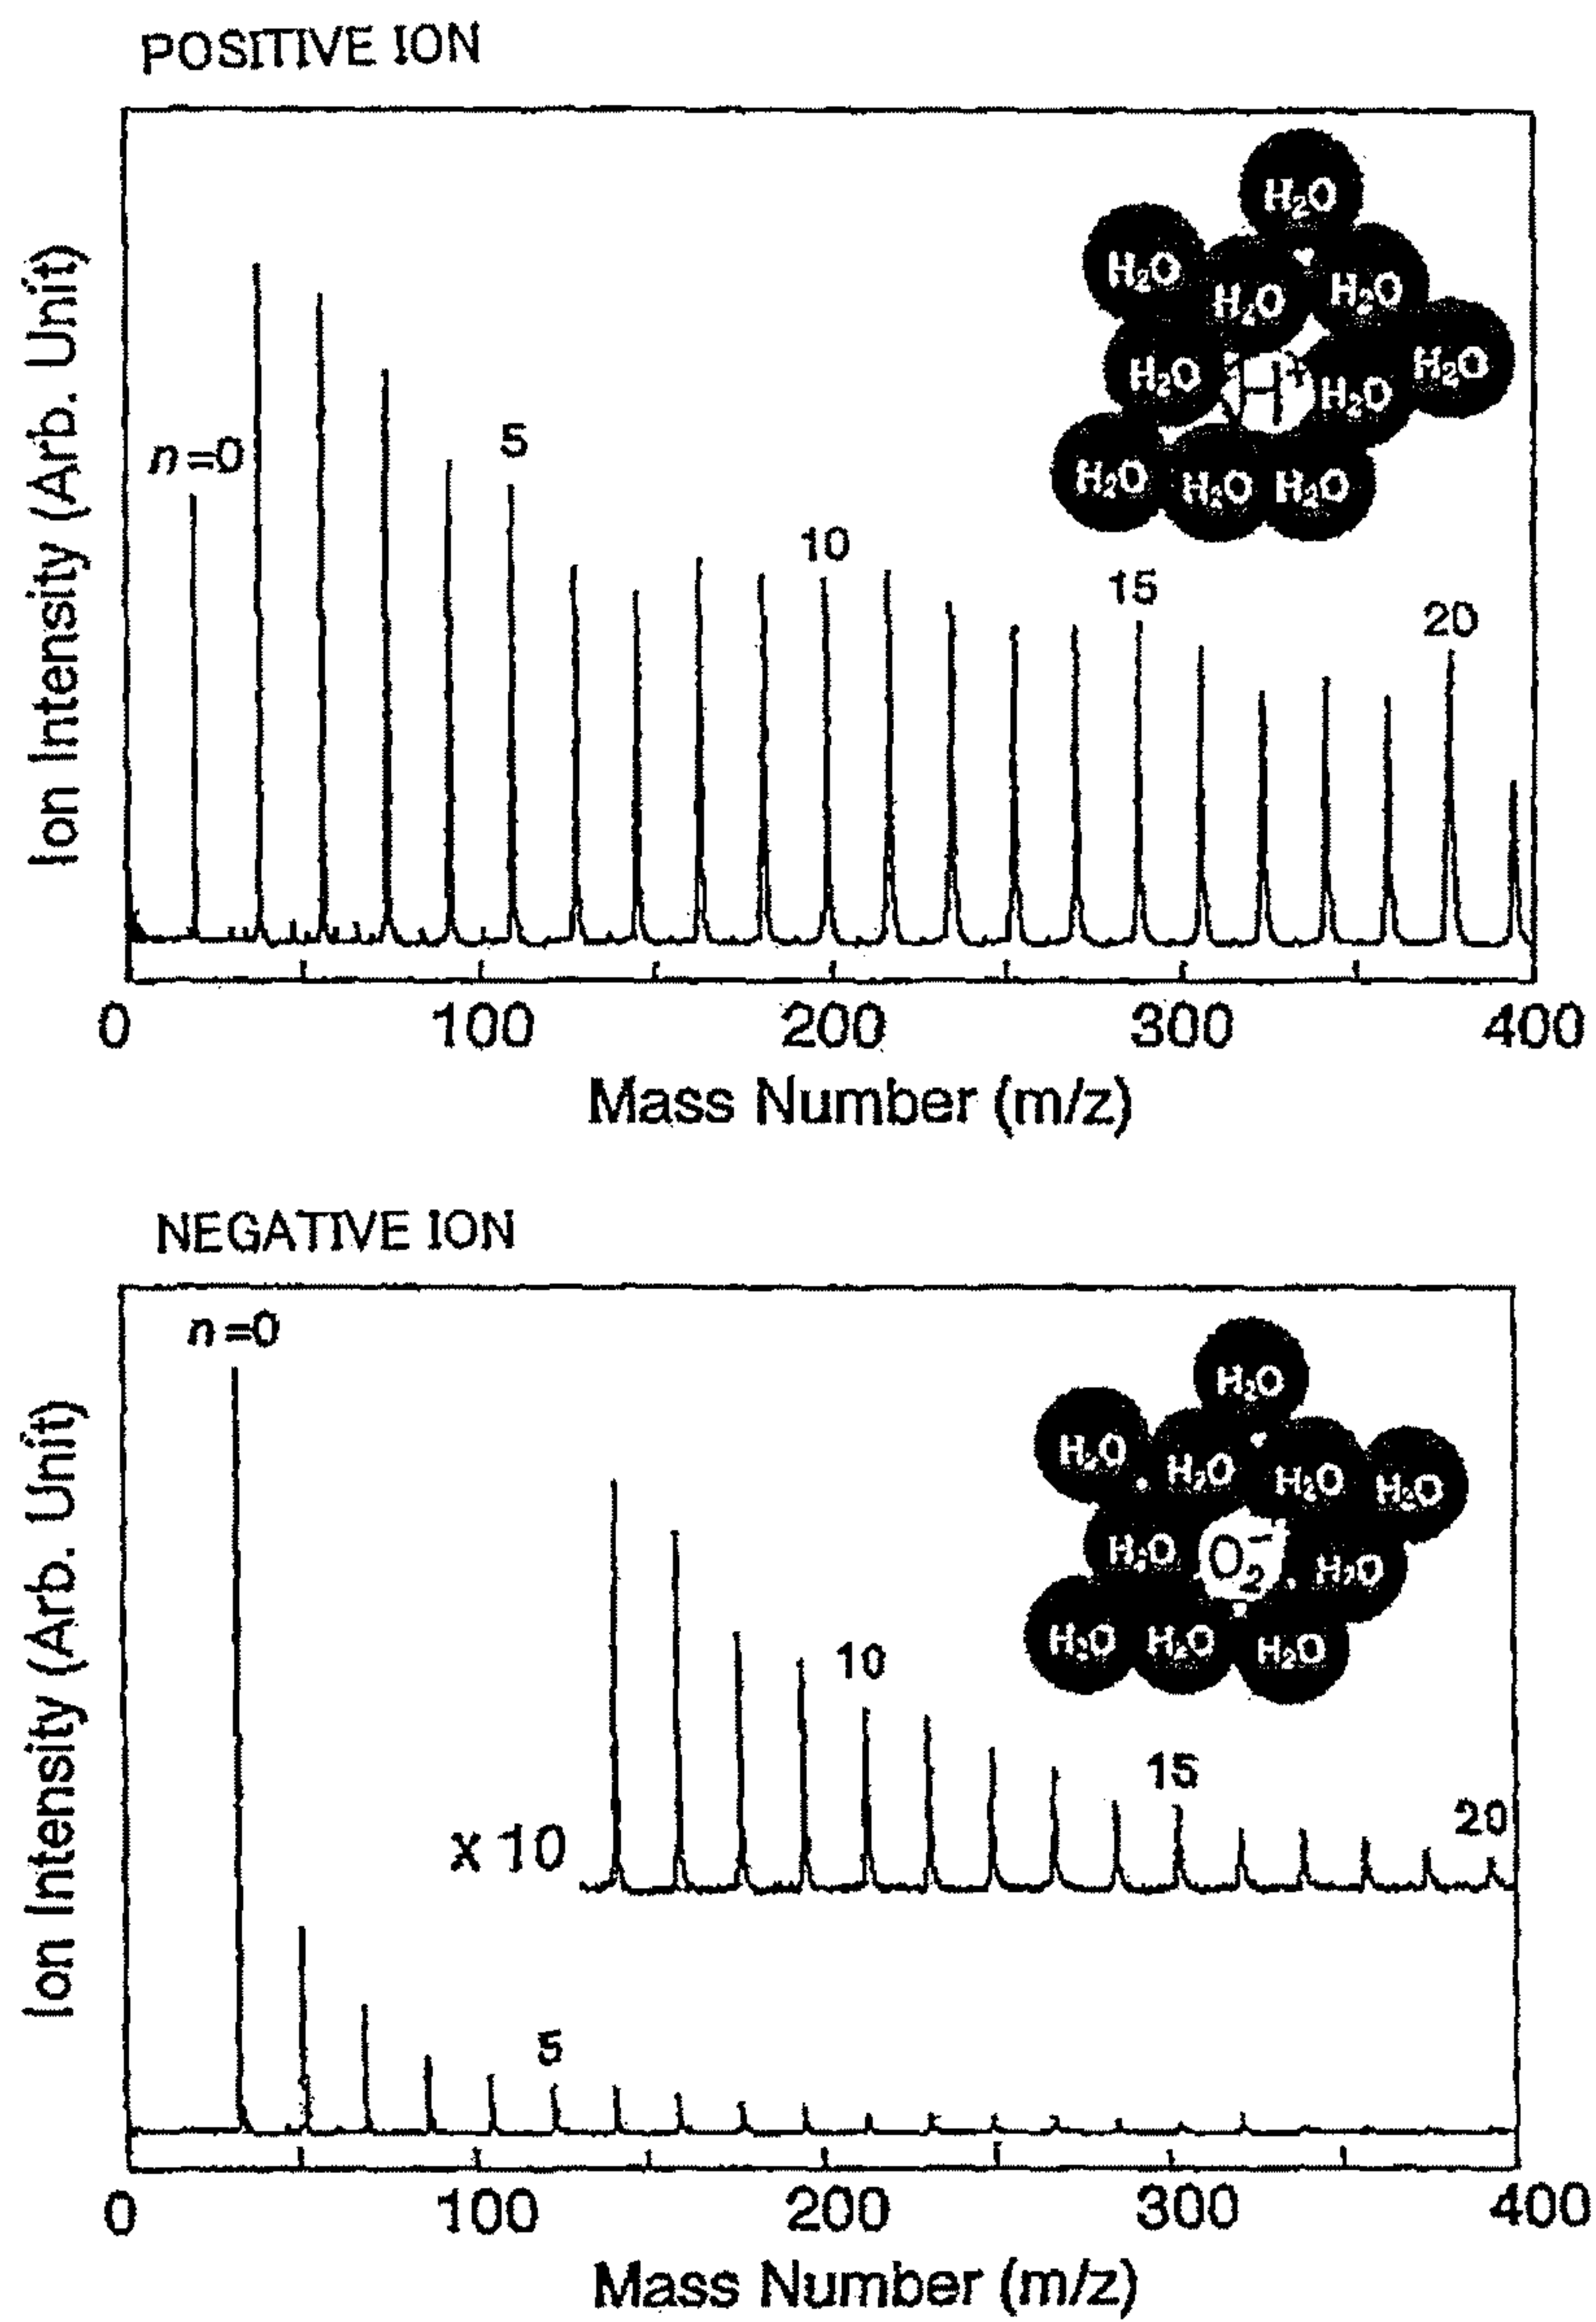 POSITIVE ION
Ion Intensity (Arb. Unit)
n=0
5
10
15
20
H₂O
H₂O
H₂O
H₂O
H₂O
H₂O
H⁺
H₂O
H₂O
H₂O
H₂O
0 100 200 300 400
Mass Number (m/z)
NEGATIVE ION
Ion Intensity (Arb. Unit)
n=0
H₂O
H₂O
H₂O
H₂O
H₂O
H₂O
O₂⁻
H₂O
H₂O
H₂O
H₂O
10
15
20
x 10
5
0 100 200 300 400
Mass Number (m/z)